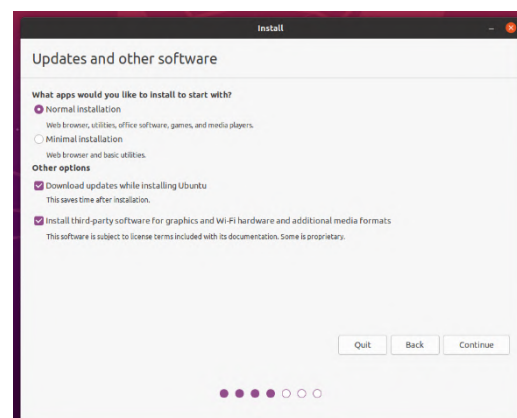 Install
Updates and other software
What apps would you like to install to start with?
Normal installation
Web browser, utilities, office software, games, and media players.
Minimal installation
Web browser and basic utilities.
Other options
Download updates while installing Ubuntu
This saves time after installation.
Install third-party software for graphics and Wi-Fi hardware and additional media formats
This software is subject to license terms included with its documentation. Some is proprietary.
Quit Back Continue